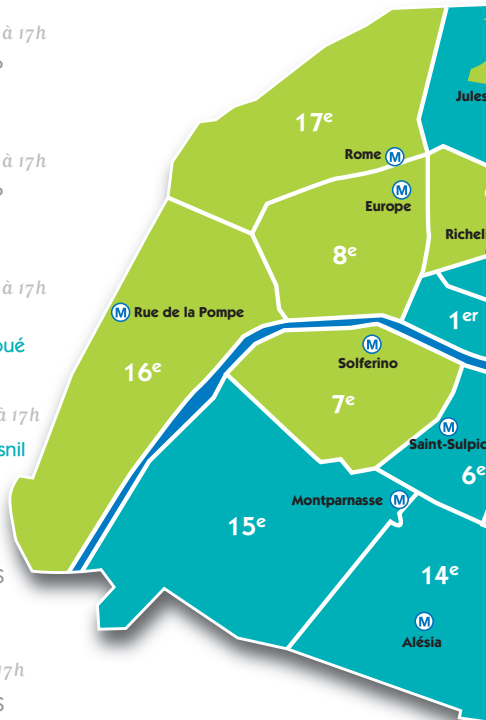 à 17h
à 17h
à 17h
oué
à 17h
snil
S
17h
S
17e
Rome M
M
Europe
8e
Jules
Richel
1er
M Rue de la Pompe
16e
M
Solferino
7e
M
Saint-Sulpic
6e
Montparnasse M
15e
14e
M
Alésia